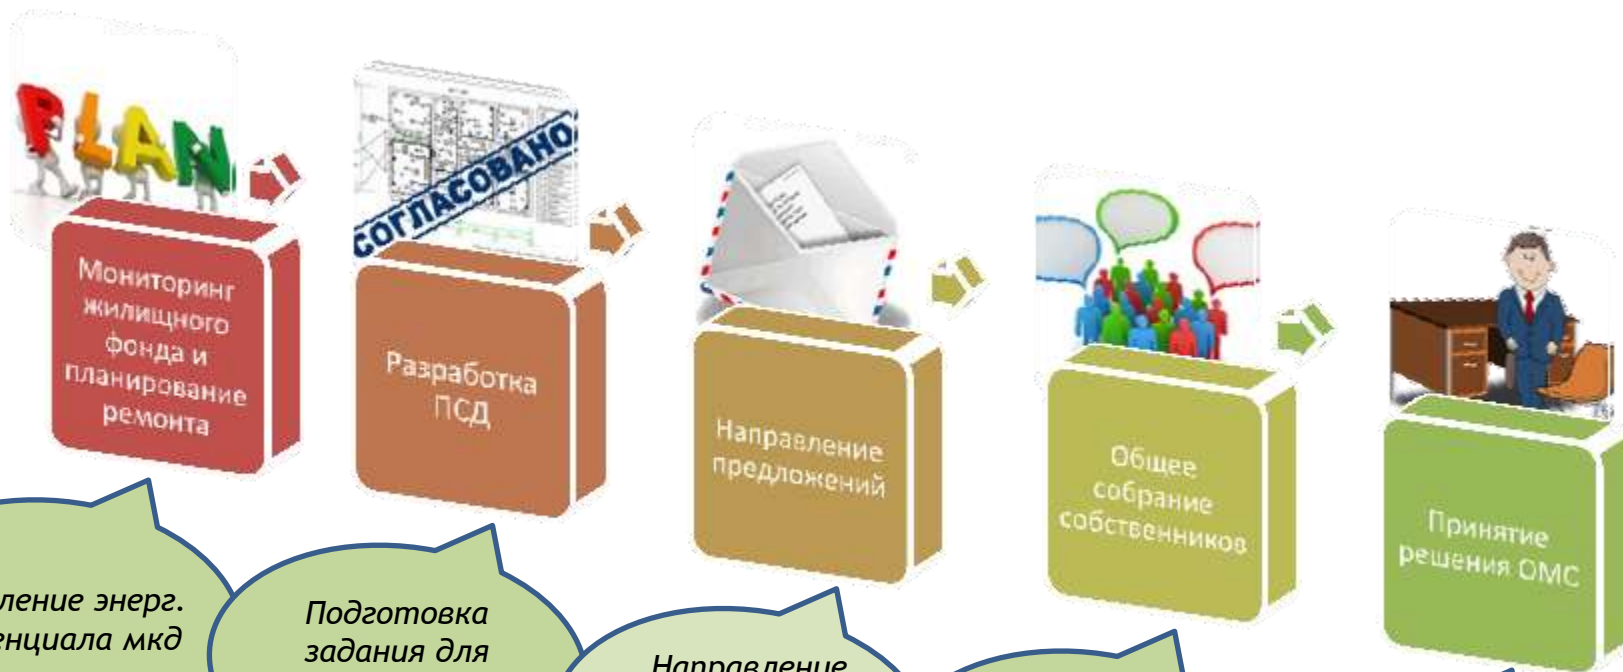 PLAN
СОГЛАСОВАНО
Мониторинг
жилищного
фонда и
планирование
ремонта
Разработка
ПСД
Направление
предложений
Общее
собрание
собственников
Принятие
решения ОМС
ление энерг.
енциала мкд
Подготовка
задания для
Направление